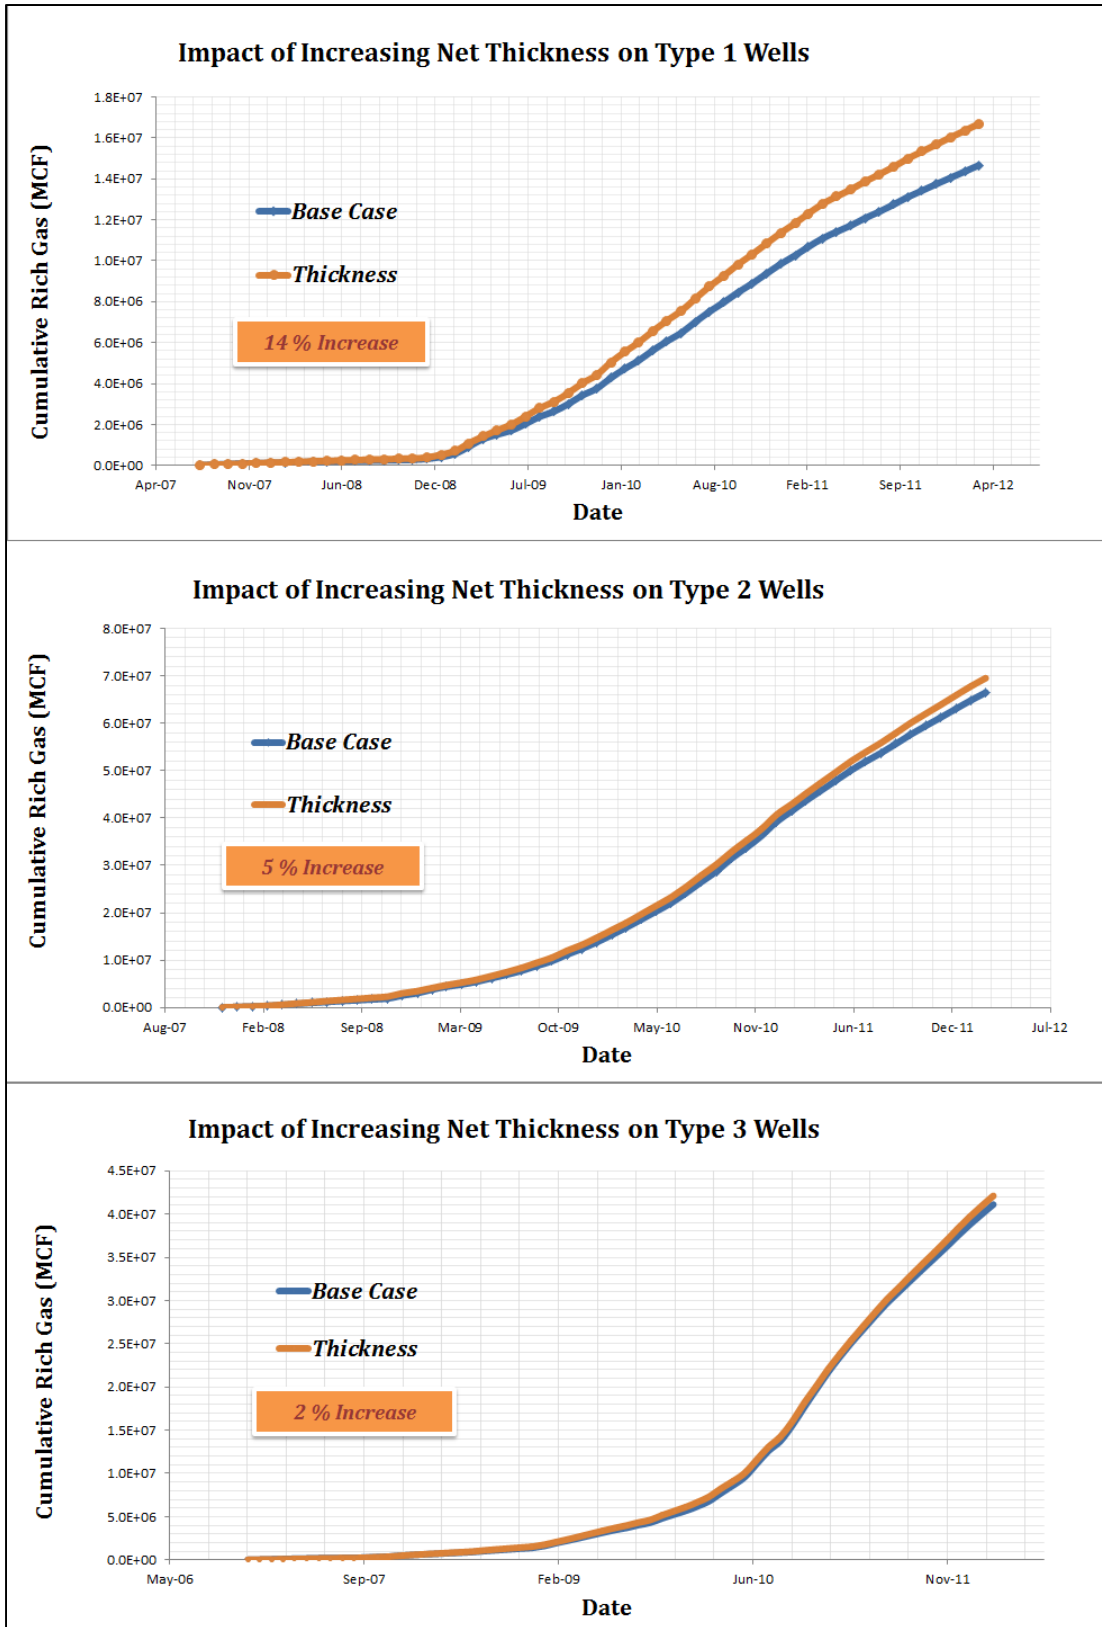 Impact of Increasing Net Thickness on Type 1 Wells
Cumulative Rich Gas (MCF)
1.8E+07
1.6E+07
1.4E+07
1.2E+07
1.0E+07
8.0E+06
6.0E+06
4.0E+06
2.0E+06
0.0E+00
Base Case
Thickness
14 % Increase
Apr-07 Nov-07 Jun-08 Dec-08 Jul-09 Jan-10 Aug-10 Feb-11 Sep-11 Apr-12
Date
Impact of Increasing Net Thickness on Type 2 Wells
Cumulative Rich Gas (MCF)
8.0E+07
7.0E+07
6.0E+07
5.0E+07
4.0E+07
3.0E+07
2.0E+07
1.0E+07
0.0E+00
Base Case
Thickness
5 % Increase
Aug-07 Feb-08 Sep-08 Mar-09 Oct-09 May-10 Nov-10 Jun-11 Dec-11 Jul-12
Date
Impact of Increasing Net Thickness on Type 3 Wells
Cumulative Rich Gas (MCF)
4.5E+07
4.0E+07
3.5E+07
3.0E+07
2.5E+07
2.0E+07
1.5E+07
1.0E+07
5.0E+06
0.0E+00
Base Case
Thickness
2 % Increase
May-06 Sep-07 Feb-09 Jun-10 Nov-11
Date